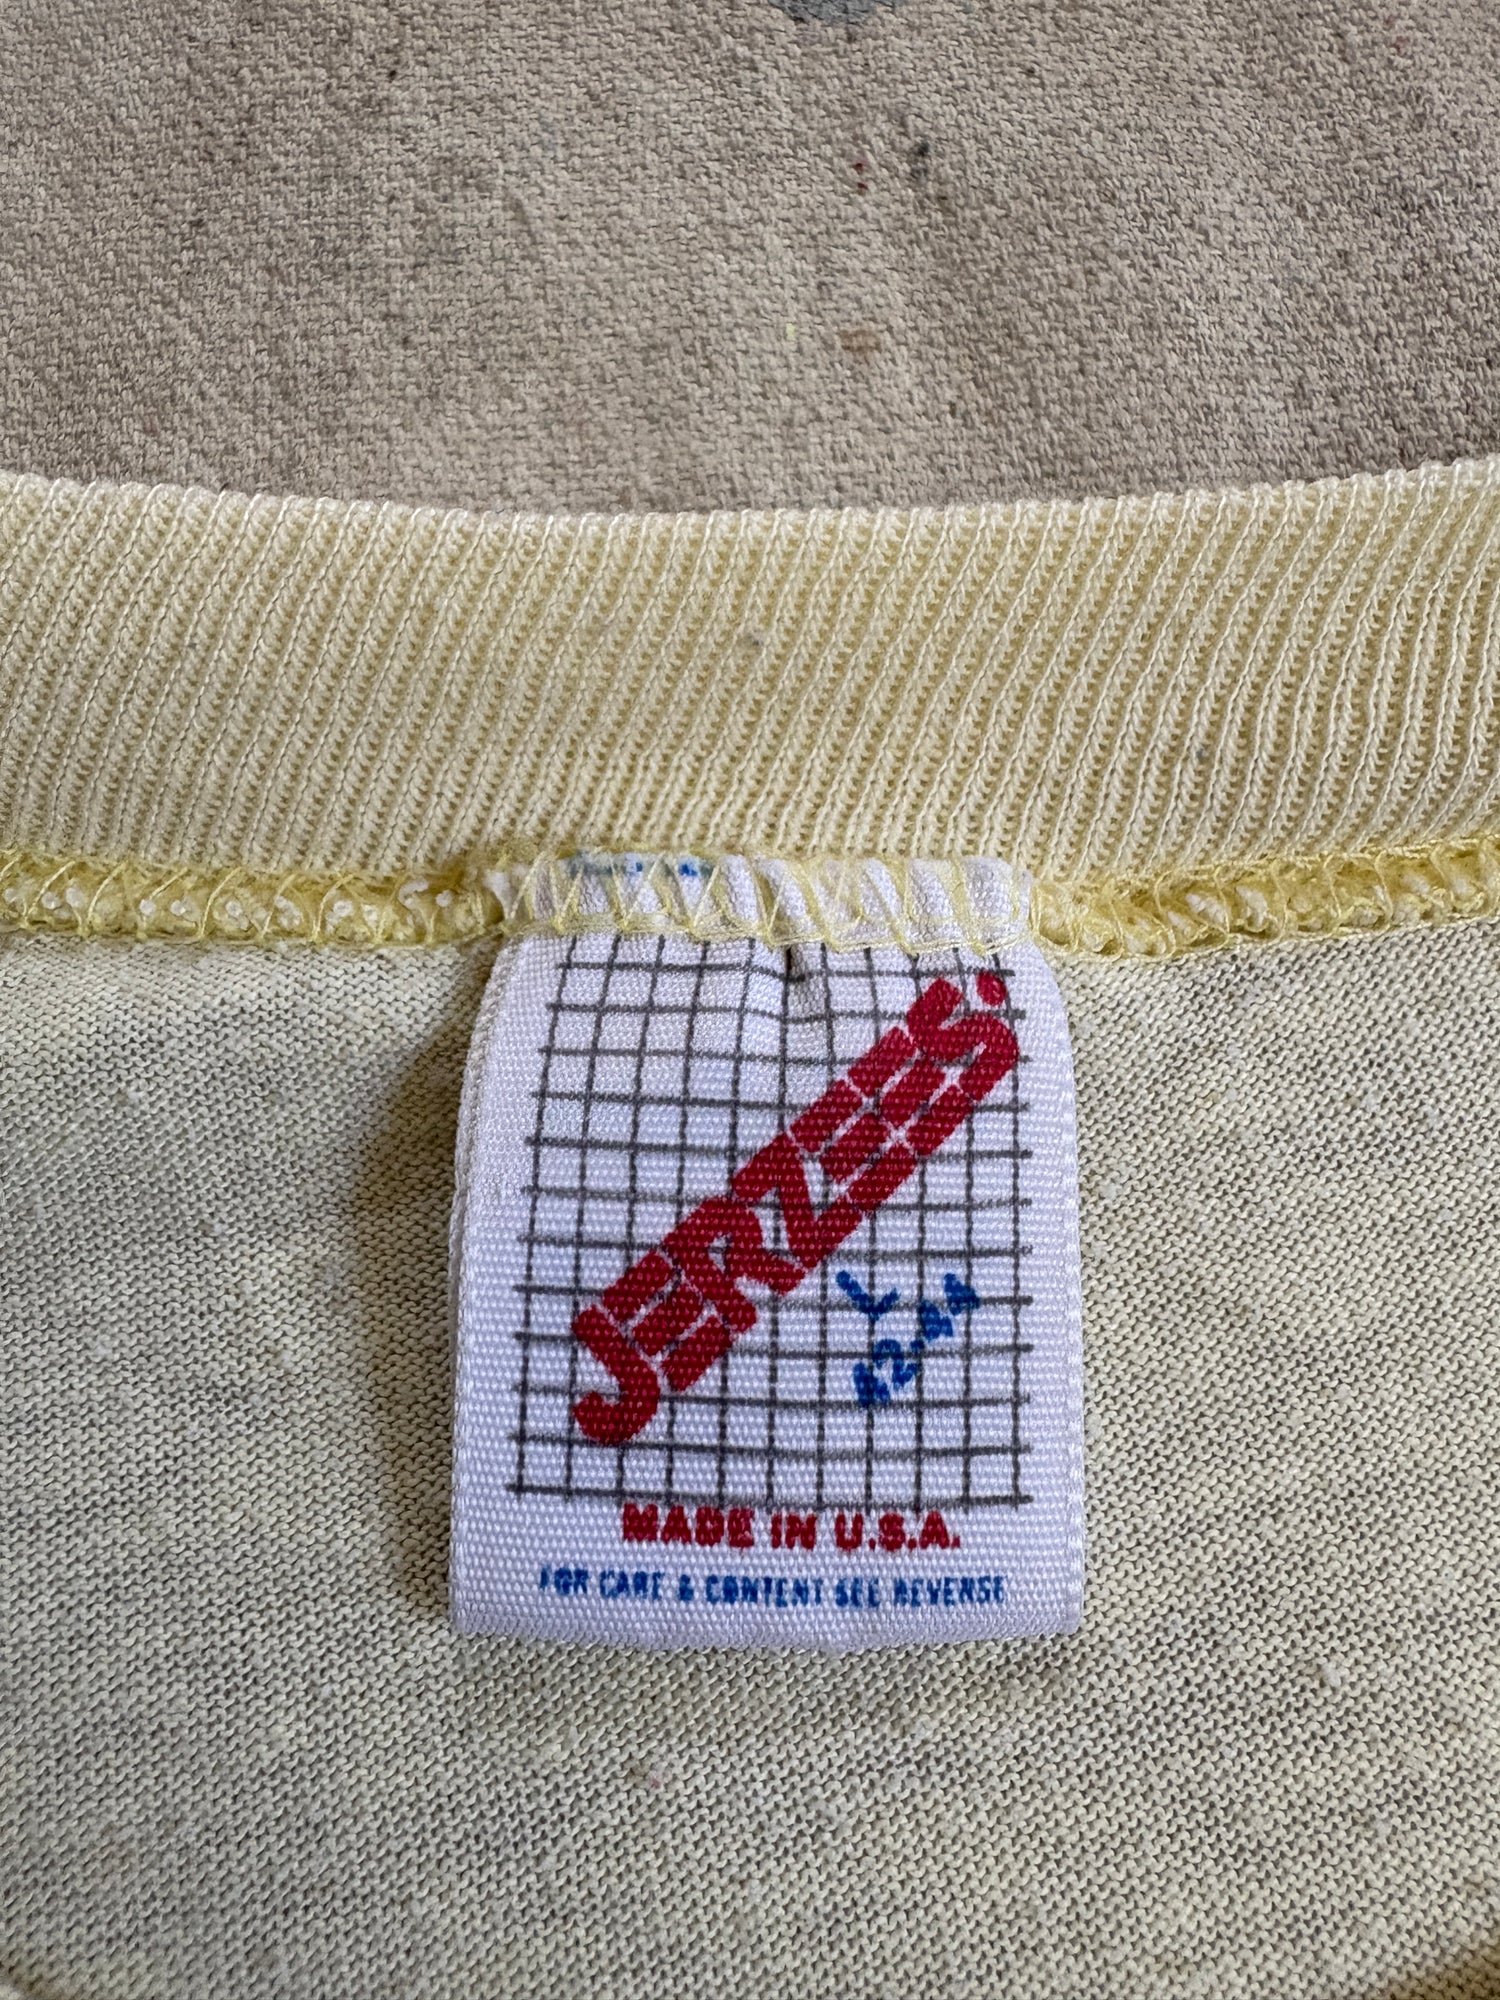 JERZEES.
L
42-44
MADE IN U.S.A.
FOR CARE & CONTENT SEE REVERSE